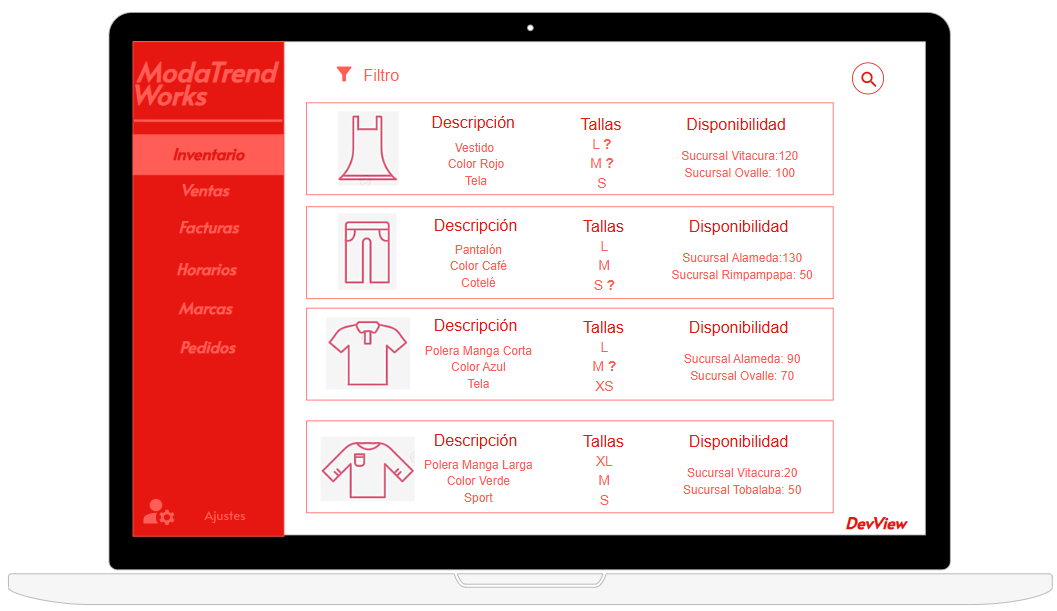 ModaTrend
Works
Inventario
Ventas
Facturas
Horarios
Marcas
Pedidos
Ajustes
Filtro
Descripción
Vestido
Color Rojo
Tela
Tallas
L ?
M ?
S
Disponibilidad
Sucursal Vitacura:120
Sucursal Ovalle: 100
Descripción
Pantalón
Color Café
Cotelé
Tallas
L
M
S ?
Disponibilidad
Sucursal Alameda:130
Sucursal Rimpampapa: 50
Descripción
Polera Manga Corta
Color Azul
Tela
Tallas
L
M ?
XS
Disponibilidad
Sucursal Alameda: 90
Sucursal Ovalle: 70
Descripción
Polera Manga Larga
Color Verde
Sport
Tallas
XL
M
S
Disponibilidad
Sucursal Vitacura:20
Sucursal Tobalaba: 50
DevView